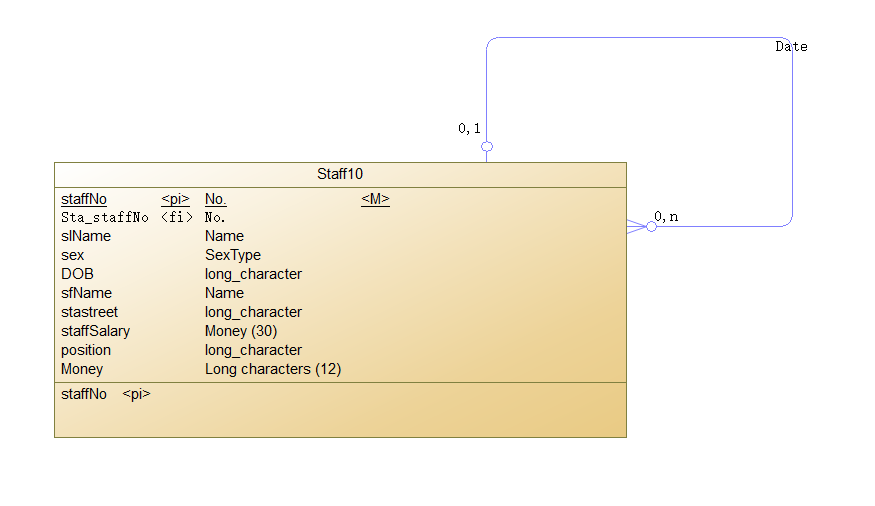 Date
0,1
Staff10
staffNo <pi> No. <M>
Sta_staffNo <fi> No.
0,n
slName Name
sex SexType
DOB long_character
sfName Name
stastreet long_character
staffSalary Money (30)
position long_character
Money Long characters (12)
staffNo <pi>